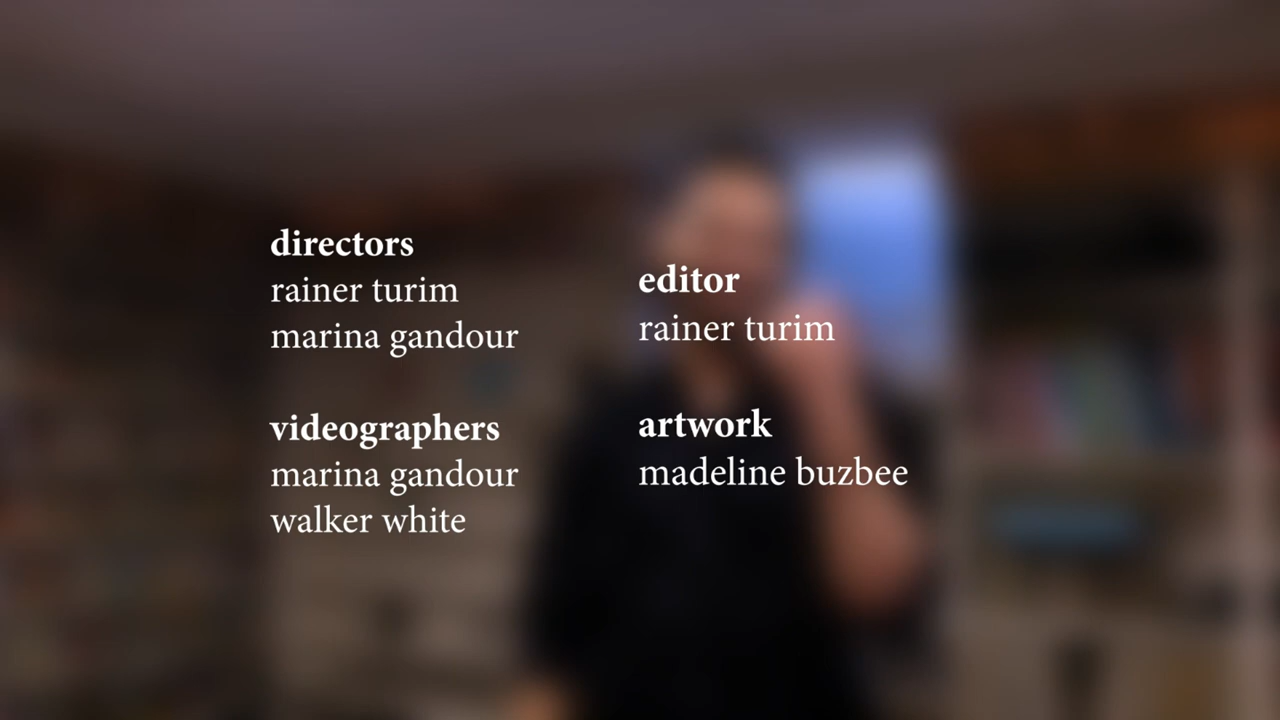 directors
rainer turim
marina gandour
videographers
marina gandour
walker white
editor
rainer turim
artwork
madeline buzbee